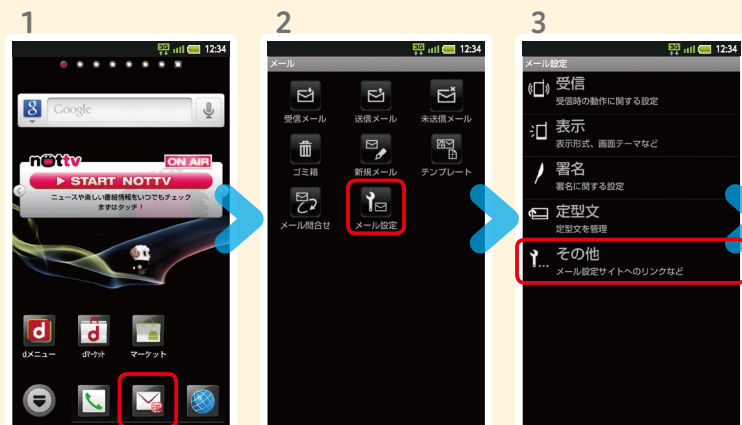 1
3G 12:34
8 Google
nottv ON AIR
START NOTTV
ニュースや楽しい番組情報をいつでもチェック
まずはタッチ！
d d
dメニュー dマーケット マーケット
2
3G 12:34
メール
受信メール 送信メール 未送信メール
ゴミ箱 新規メール テンプレート
メール問合せ メール設定
3
3G 12:34
メール設定
受信
受信時の動作に関する設定
表示
表示形式、画面テーマなど
署名
署名に関する設定
定型文
定型文を管理
その他
メール設定サイトへのリンクなど